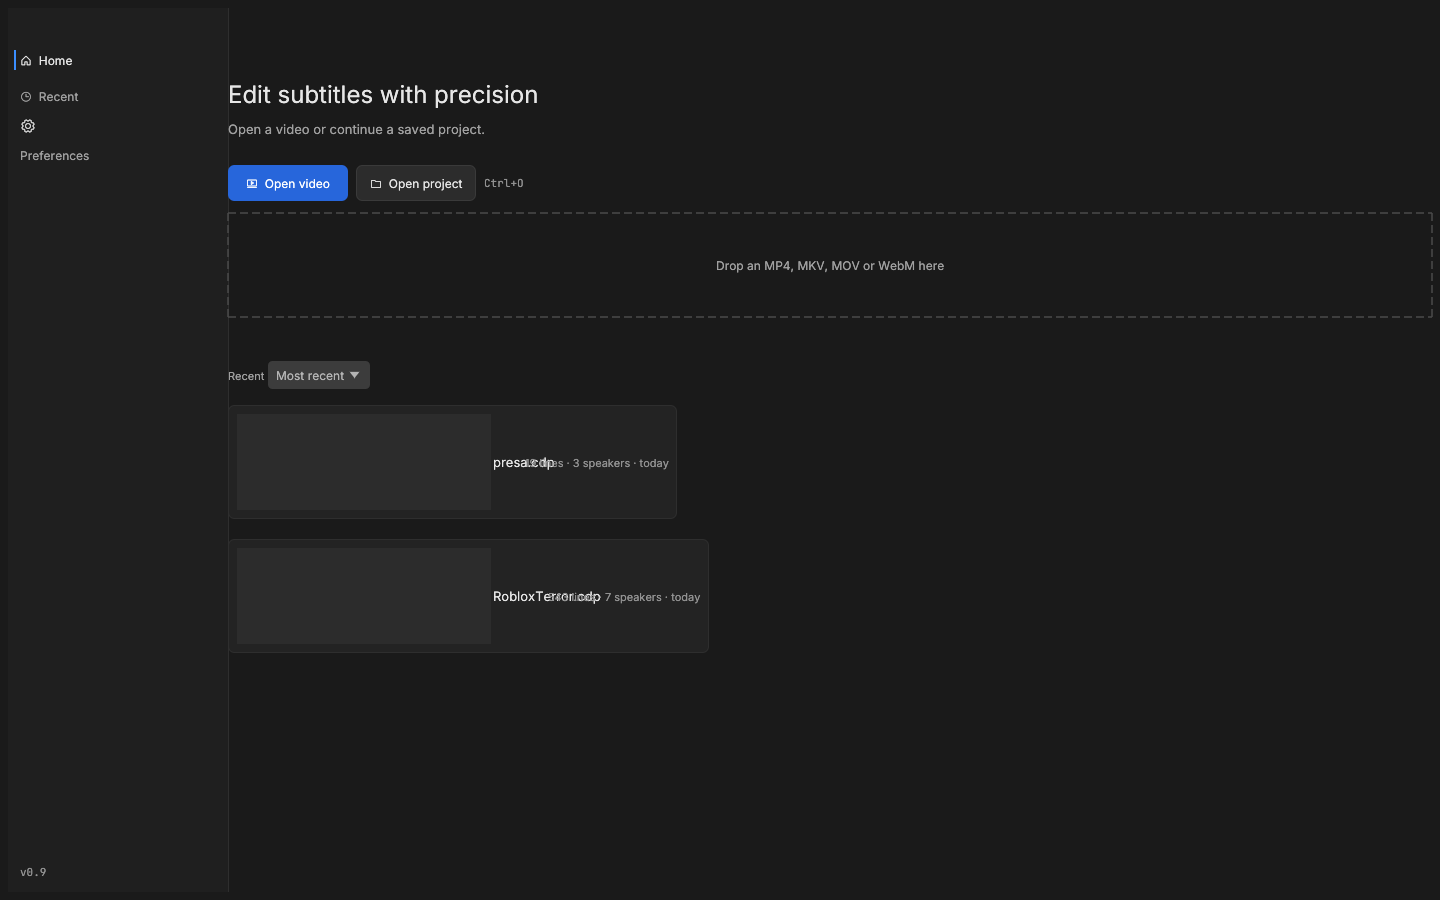 Home
Recent
Preferences
Edit subtitles with precision
Open a video or continue a saved project.
Open video
Open project
Ctrl+O
Drop an MP4, MKV, MOV or WebM here
Recent
Most recent
presa.cdp
· 3 speakers · today
RobloxTerror.cdp
· 7 speakers · today
v0.9